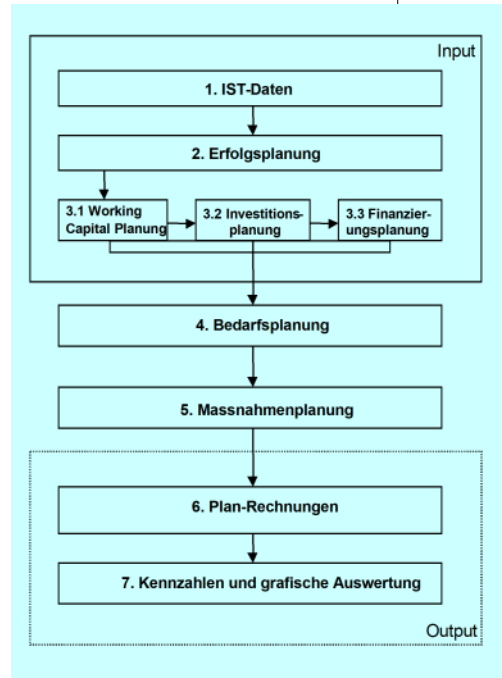 Input
1. IST-Daten
2. Erfolgsplanung
3.1 Working
Capital Planung
3.2 Investitions-
planung
3.3 Finanzier-
ungsplanung
4. Bedarfsplanung
5. Massnahmenplanung
6. Plan-Rechnungen
7. Kennzahlen und grafische Auswertung
Output